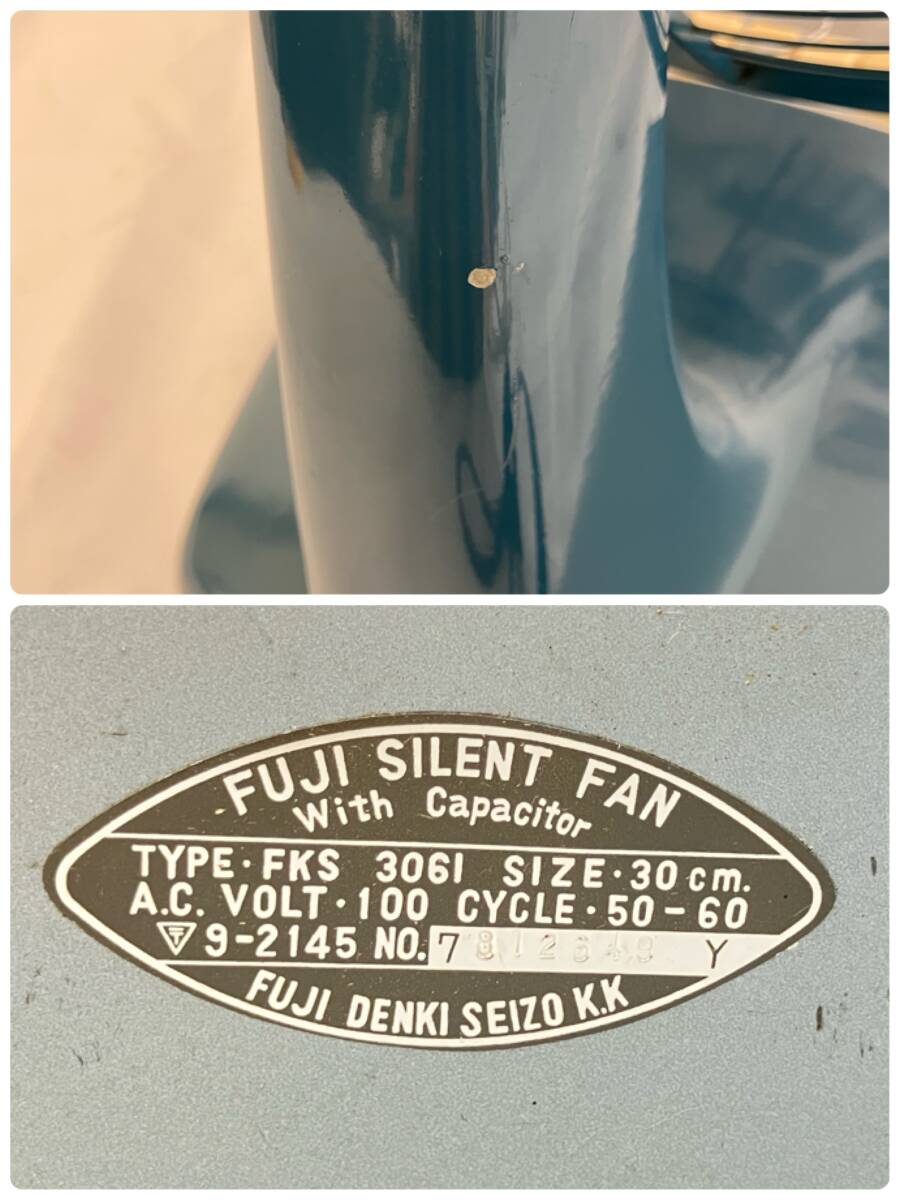 FUJI SILENT FAN
With Capacitor
TYPE·FKS 3061 SIZE·30cm.
A.C. VOLT·100 CYCLE·50-60
〒 9-2145 NO. 7 Y
FUJI DENKI SEIZO K.K